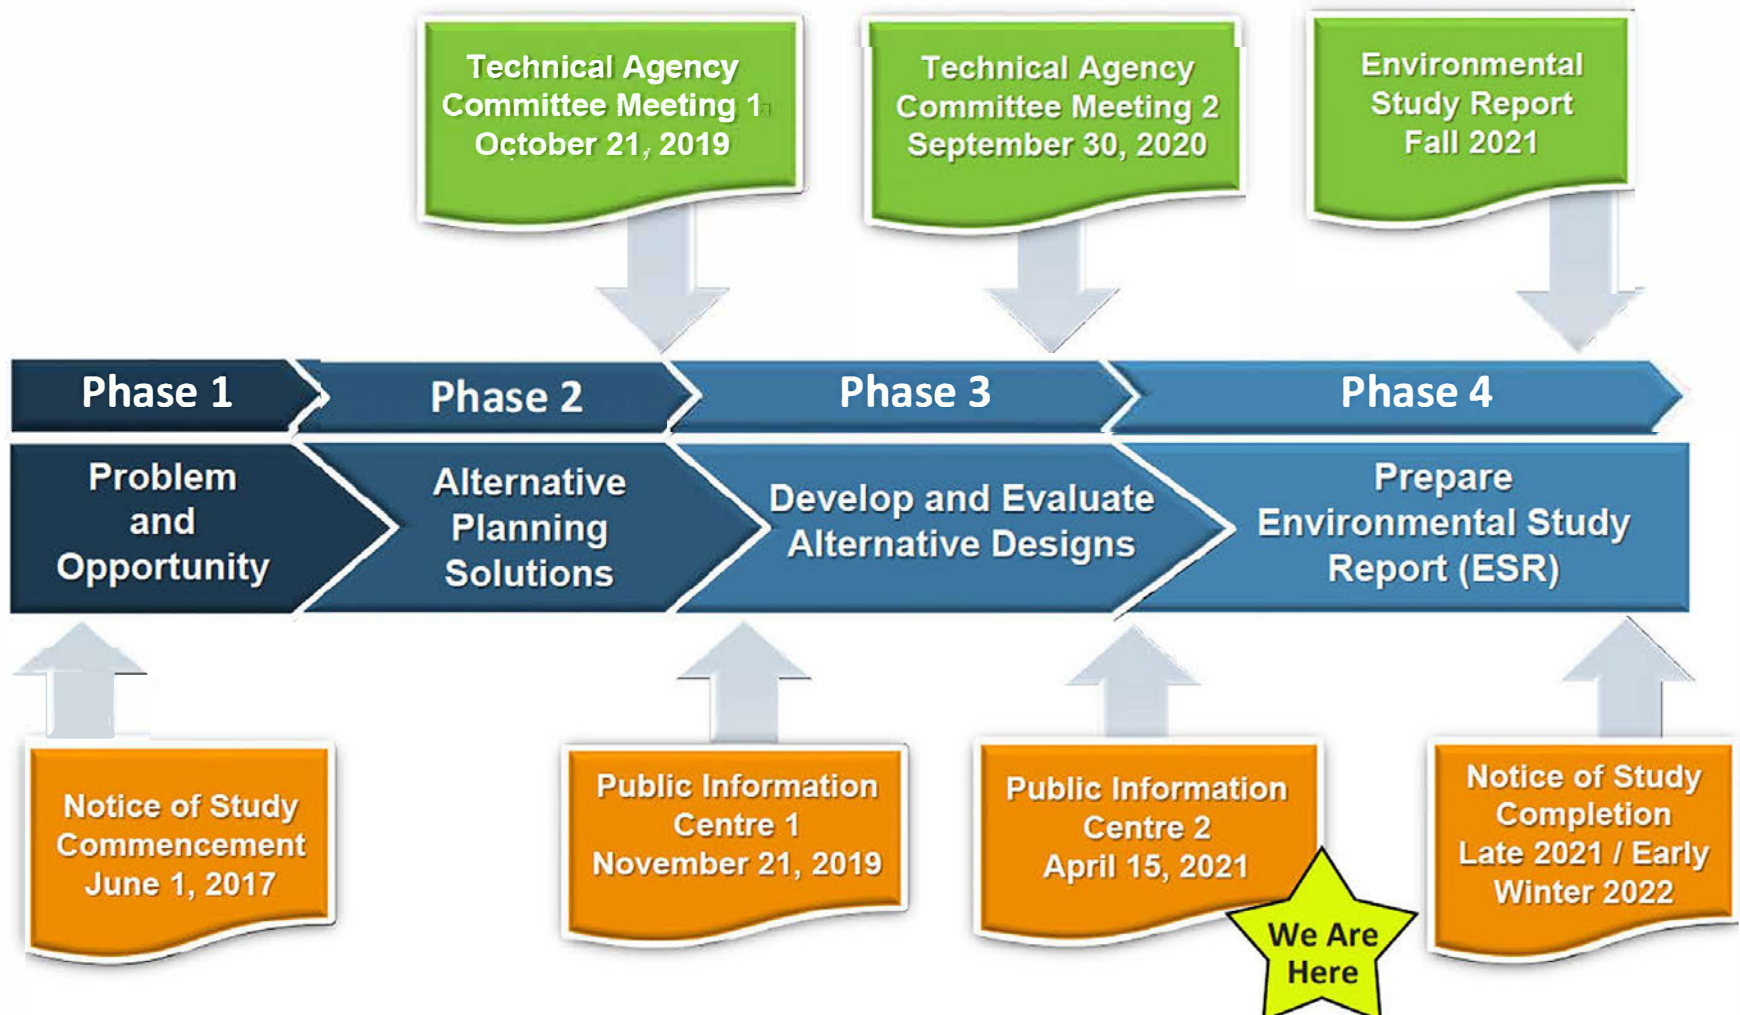 Technical Agency
Committee Meeting 1
October 21, 2019
Technical Agency
Committee Meeting 2
September 30, 2020
Environmental
Study Report
Fall 2021
Phase 1
Phase 2
Phase 3
Phase 4
Problem
and
Opportunity
Alternative
Planning
Solutions
Develop and Evaluate
Alternative Designs
Prepare
Environmental Study
Report (ESR)
Notice of Study
Commencement
June 1, 2017
Public Information
Centre 1
November 21, 2019
Public Information
Centre 2
April 15, 2021
We Are
Here
Notice of Study
Completion
Late 2021 / Early
Winter 2022